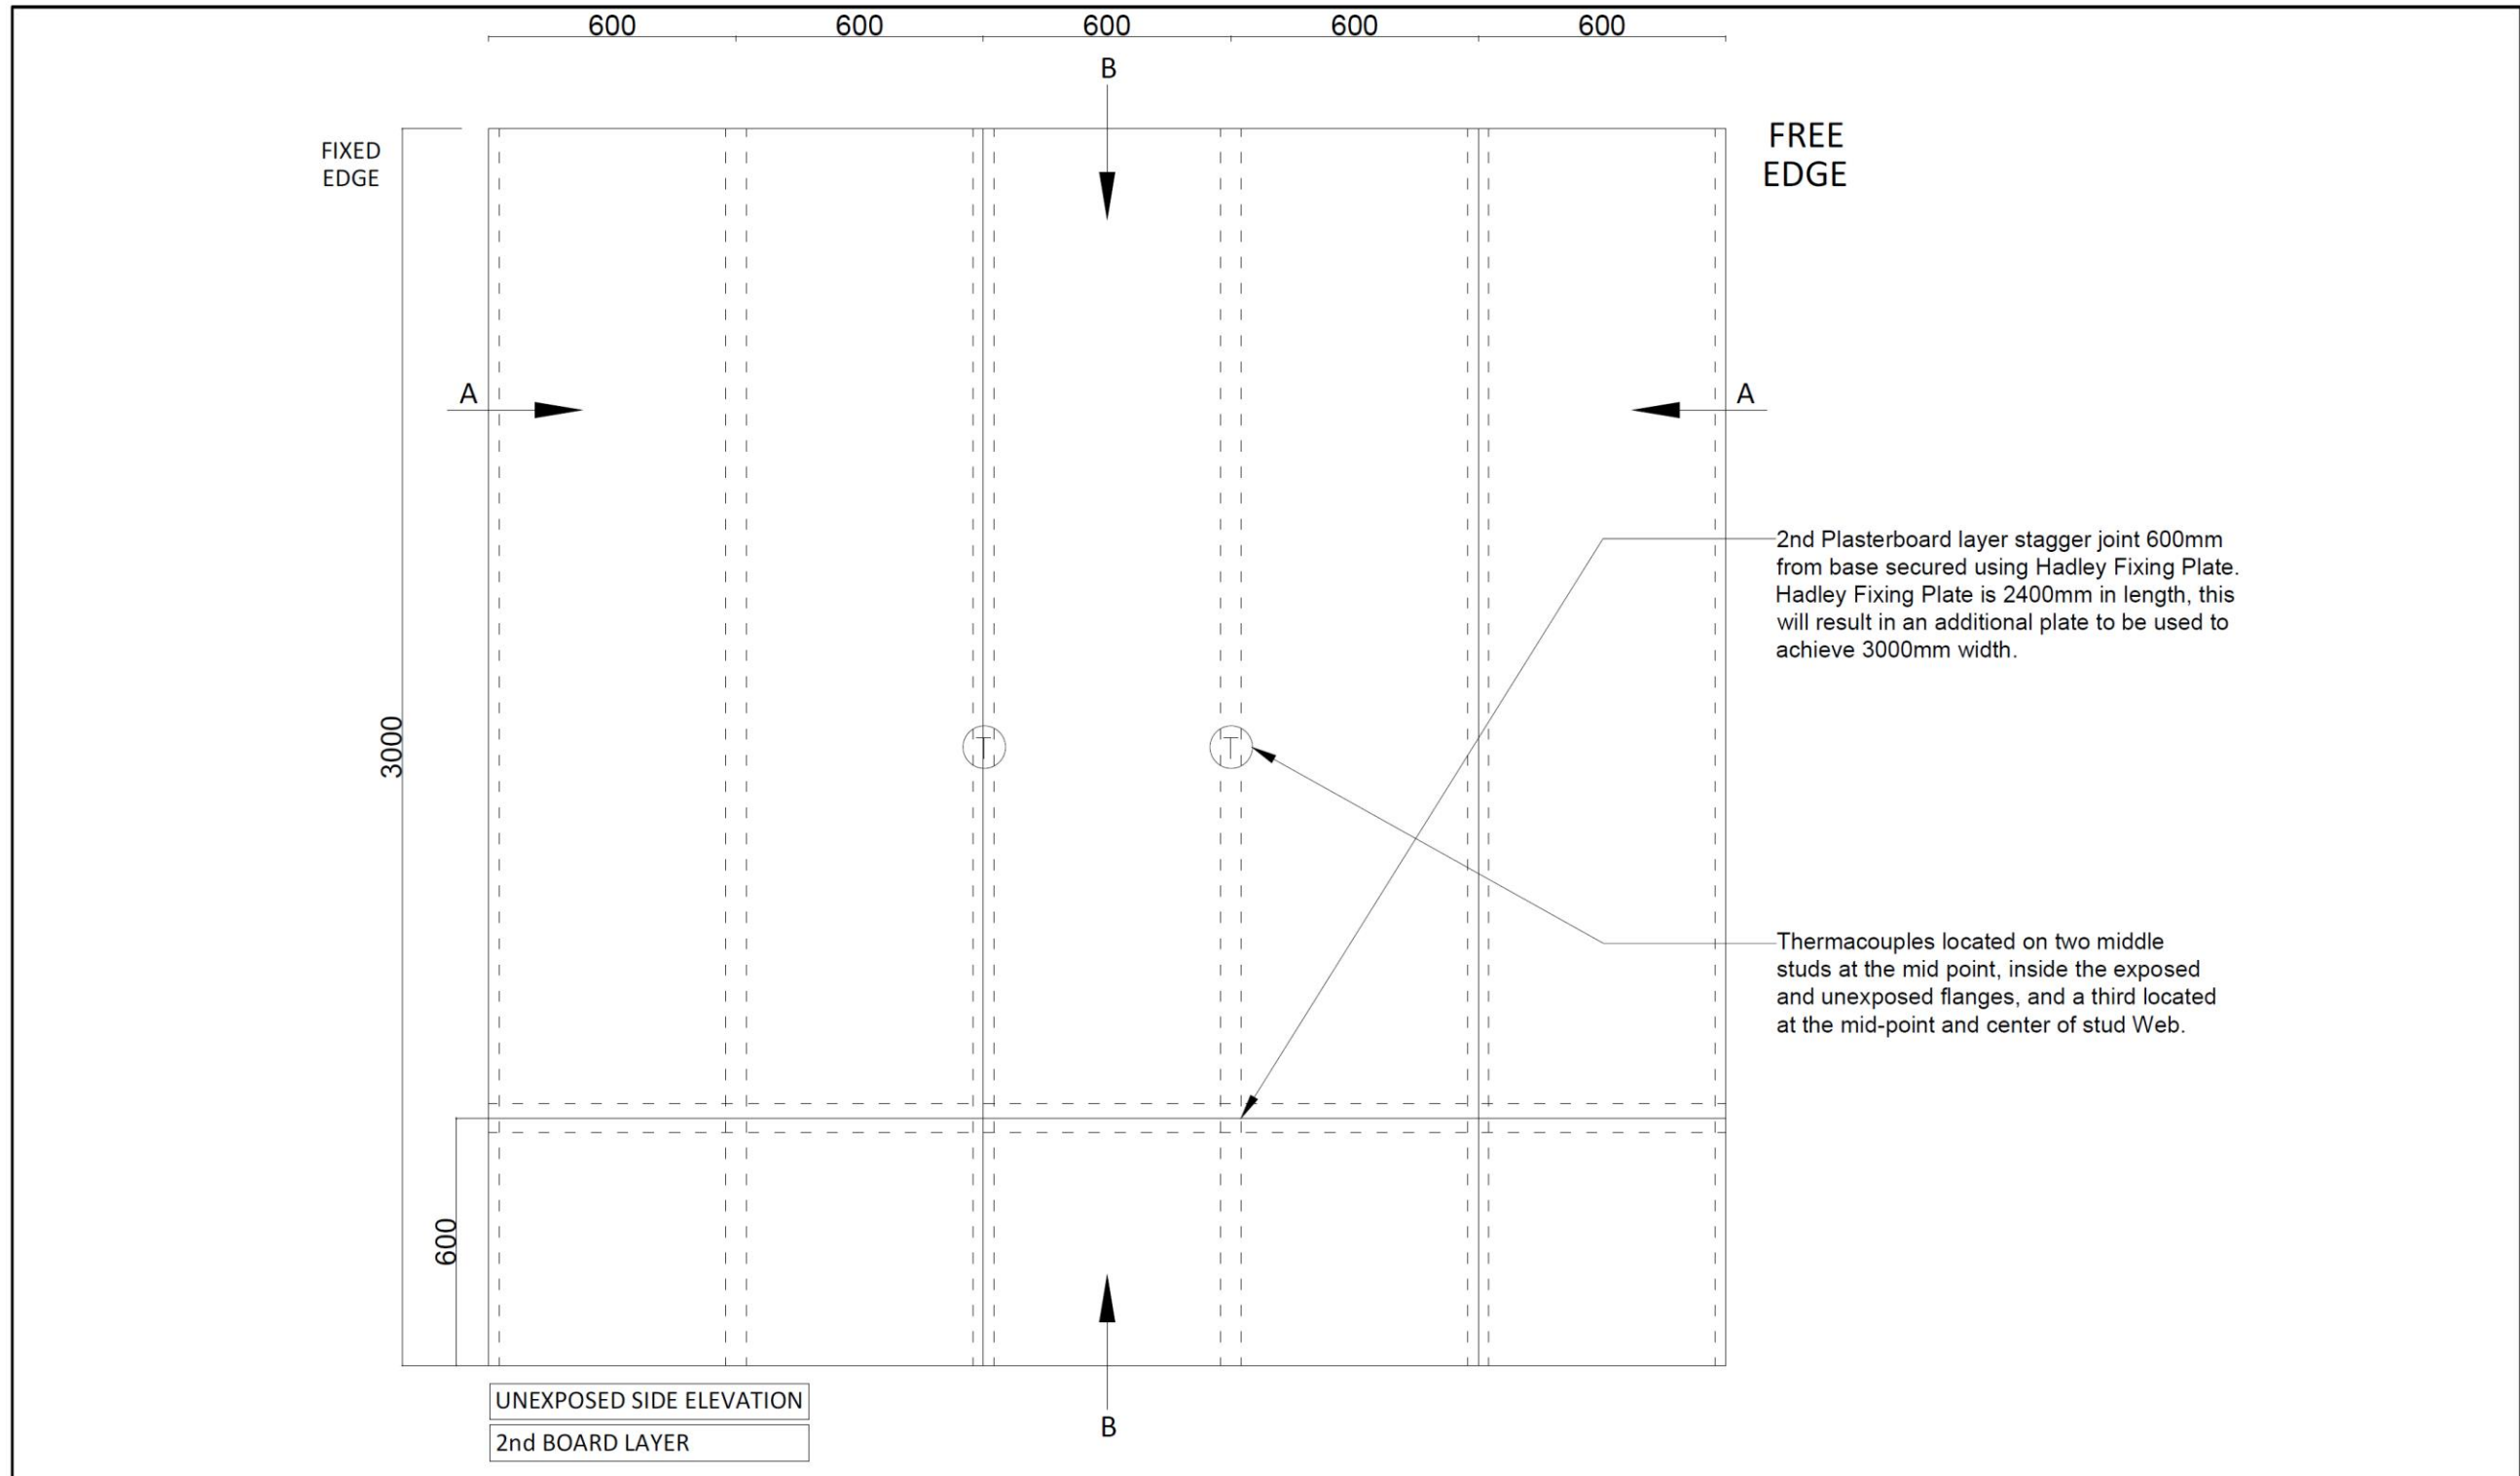 600 600 600 600 600
B
FIXED
EDGE
FREE
EDGE
A A
2nd Plasterboard layer stagger joint 600mm
from base secured using Hadley Fixing Plate.
Hadley Fixing Plate is 2400mm in length, this
will result in an additional plate to be used to
achieve 3000mm width.
3000
T T
Thermacouples located on two middle
studs at the mid point, inside the exposed
and unexposed flanges, and a third located
at the mid-point and center of stud Web.
600
UNEXPOSED SIDE ELEVATION
2nd BOARD LAYER
B